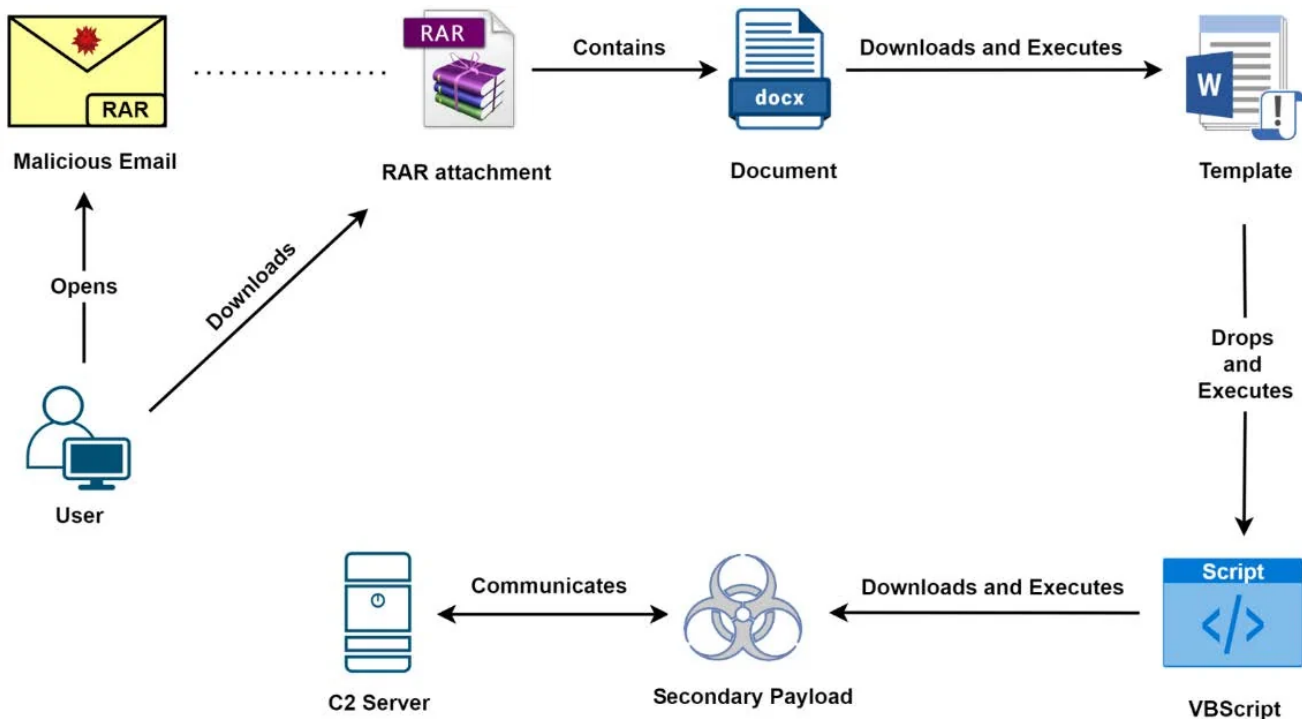 RAR
Malicious Email
RAR
RAR attachment
Contains
docx
Document
Downloads and Executes
W
!
Template
Opens
Downloads
Drops
and
Executes
User
C2 Server
Communicates
Secondary Payload
Downloads and Executes
Script
</>
VBScript